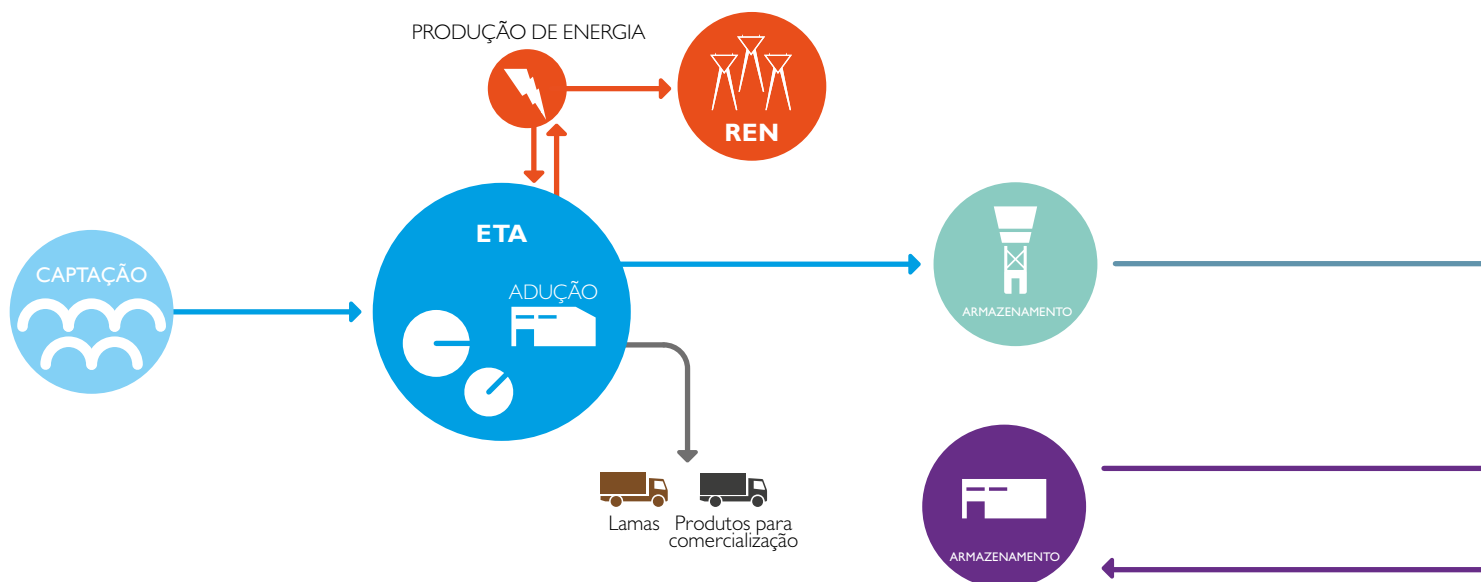 PRODUÇÃO DE ENERGIA
REN
ETA
CAPTAÇÃO
ADUÇÃO
ARMAZENAMENTO
Lamas
Produtos para
comercialização
ARMAZENAMENTO